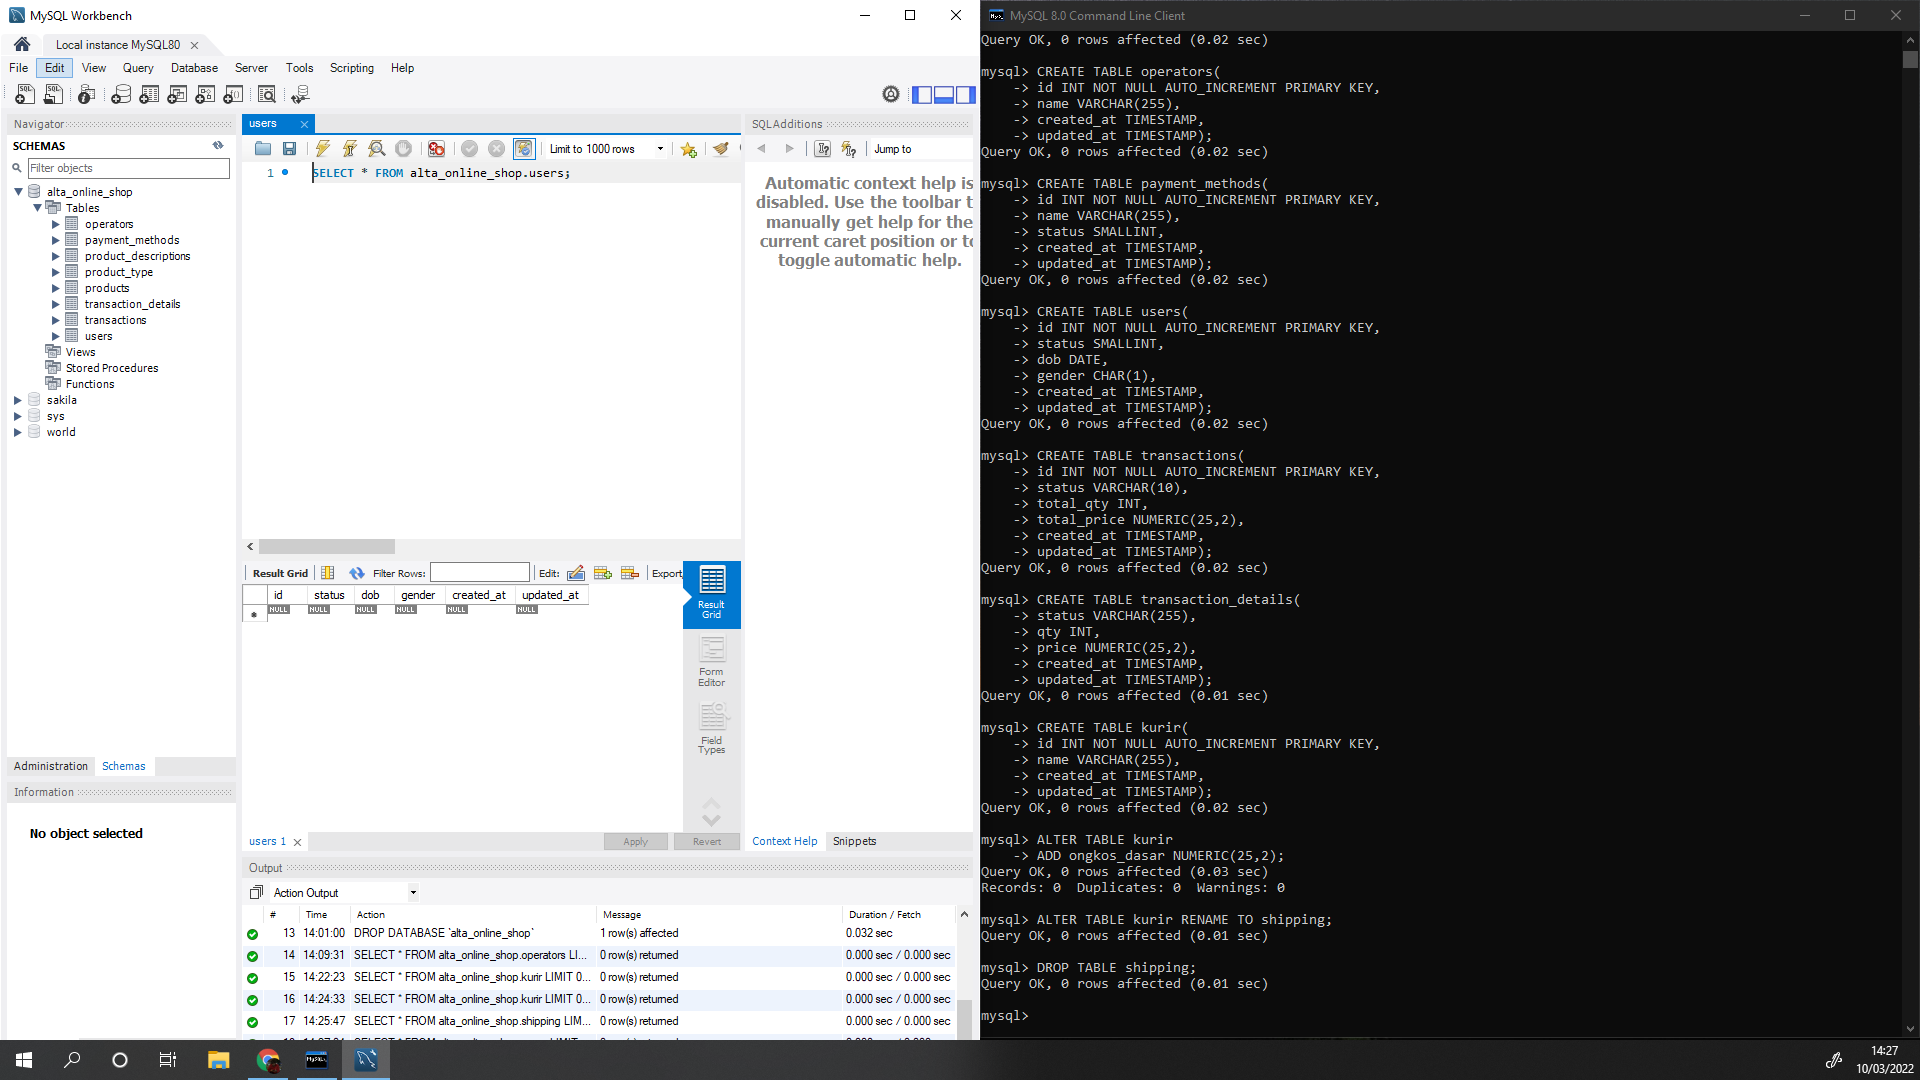 MySQL Workbench
Local instance MySQL80
File Edit View Query Database Server Tools Scripting Help
Navigator
SCHEMAS
Filter objects
alta_online_shop
Tables
operators
payment_methods
product_descriptions
product_type
products
transaction_details
transactions
users
Views
Stored Procedures
Functions
sakila
sys
world
Administration Schemas
Information
No object selected
users
Limit to 1000 rows
1 SELECT * FROM alta_online_shop.users;
SQLAdditions
Jump to
Automatic context help is
disabled. Use the toolbar t
manually get help for the
current caret position or to
toggle automatic help.
Result Grid Filter Rows: Edit: Export
id status dob gender created_at updated_at
NULL NULL NULL NULL NULL NULL
Result
Grid
Form
Editor
Field
Types
users 1 Apply Revert
Context Help Snippets
Output
Action Output
# Time Action Message Duration / Fetch
13 14:01:00 DROP DATABASE `alta_online_shop` 1 row(s) affected 0.032 sec
14 14:09:31 SELECT * FROM alta_online_shop.operators LI... 0 row(s) returned 0.000 sec / 0.000 sec
15 14:22:23 SELECT * FROM alta_online_shop.kurir LIMIT 0... 0 row(s) returned 0.000 sec / 0.000 sec
16 14:24:33 SELECT * FROM alta_online_shop.kurir LIMIT 0... 0 row(s) returned 0.000 sec / 0.000 sec
17 14:25:47 SELECT * FROM alta_online_shop.shipping LIM... 0 row(s) returned 0.000 sec / 0.000 sec
MySQL 8.0 Command Line Client
Query OK, 0 rows affected (0.02 sec)
mysql> CREATE TABLE operators(
-> id INT NOT NULL AUTO_INCREMENT PRIMARY KEY,
-> name VARCHAR(255),
-> created_at TIMESTAMP,
-> updated_at TIMESTAMP);
Query OK, 0 rows affected (0.02 sec)
mysql> CREATE TABLE payment_methods(
-> id INT NOT NULL AUTO_INCREMENT PRIMARY KEY,
-> name VARCHAR(255),
-> status SMALLINT,
-> created_at TIMESTAMP,
-> updated_at TIMESTAMP);
Query OK, 0 rows affected (0.02 sec)
mysql> CREATE TABLE users(
-> id INT NOT NULL AUTO_INCREMENT PRIMARY KEY,
-> status SMALLINT,
-> dob DATE,
-> gender CHAR(1),
-> created_at TIMESTAMP,
-> updated_at TIMESTAMP);
Query OK, 0 rows affected (0.02 sec)
mysql> CREATE TABLE transactions(
-> id INT NOT NULL AUTO_INCREMENT PRIMARY KEY,
-> status VARCHAR(10),
-> total_qty INT,
-> total_price NUMERIC(25,2),
-> created_at TIMESTAMP,
-> updated_at TIMESTAMP);
Query OK, 0 rows affected (0.02 sec)
mysql> CREATE TABLE transaction_details(
-> status VARCHAR(255),
-> qty INT,
-> price NUMERIC(25,2),
-> created_at TIMESTAMP,
-> updated_at TIMESTAMP);
Query OK, 0 rows affected (0.01 sec)
mysql> CREATE TABLE kurir(
-> id INT NOT NULL AUTO_INCREMENT PRIMARY KEY,
-> name VARCHAR(255),
-> created_at TIMESTAMP,
-> updated_at TIMESTAMP);
Query OK, 0 rows affected (0.02 sec)
mysql> ALTER TABLE kurir
-> ADD ongkos_dasar NUMERIC(25,2);
Query OK, 0 rows affected (0.03 sec)
Records: 0 Duplicates: 0 Warnings: 0
mysql> ALTER TABLE kurir RENAME TO shipping;
Query OK, 0 rows affected (0.01 sec)
mysql> DROP TABLE shipping;
Query OK, 0 rows affected (0.01 sec)
mysql>
14:27
10/03/2022